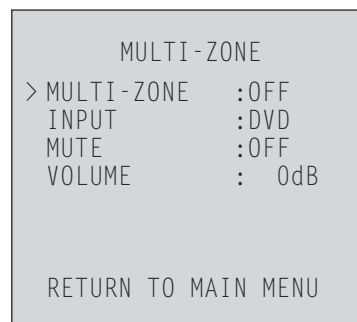 MULTI-ZONE
> MULTI-ZONE :OFF
INPUT :DVD
MUTE :OFF
VOLUME : 0dB
RETURN TO MAIN MENU